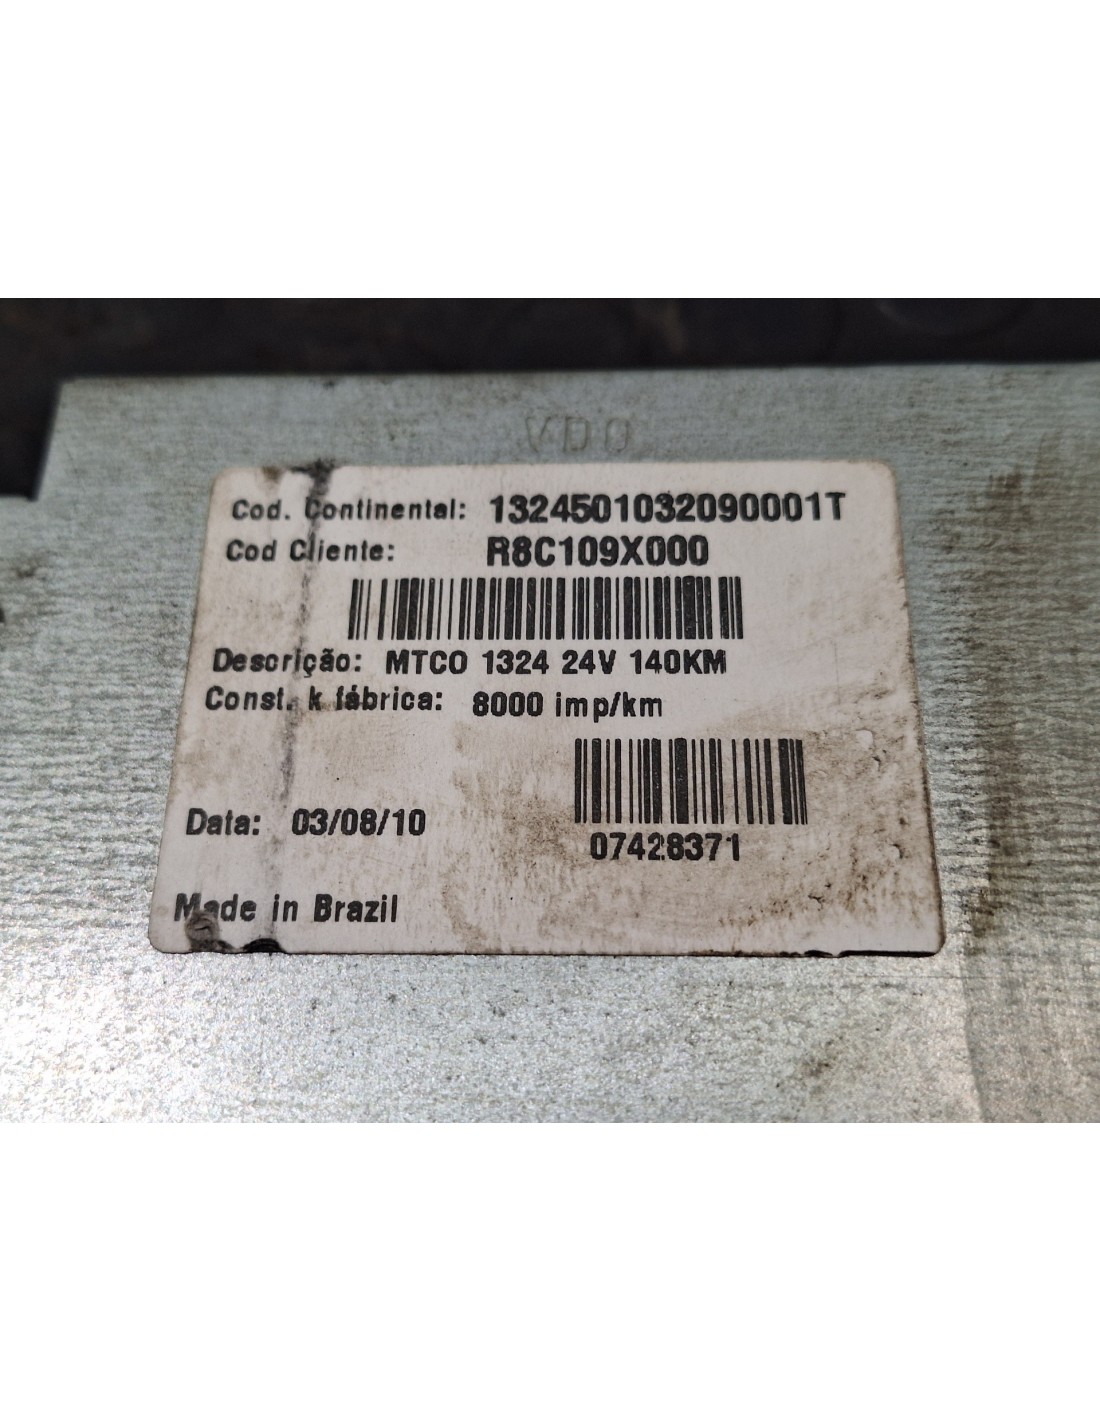 VDO
Cod. Continental: 1324501032090001T
Cod Cliente: R8C109X000
Descrição: MTCO 1324 24V 140KM
Const. k fábrica: 8000 imp/km
Data: 03/08/10
07428371
Made in Brazil